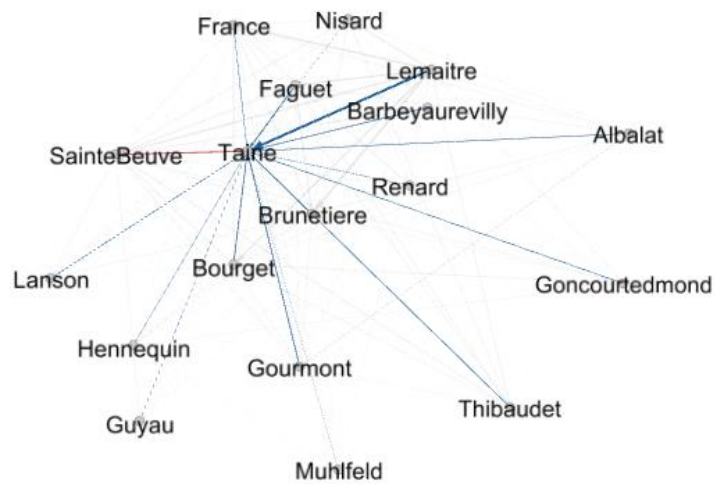 France
Nisard
Lemaitre
Faguet
Barbeyaurevilly
Albalat
SainteBeuve
Taine
Renard
Brunetiere
Bourget
Lanson
Goncourtedmond
Hennequin
Gourmont
Thibaudet
Guyau
Muhlfeld